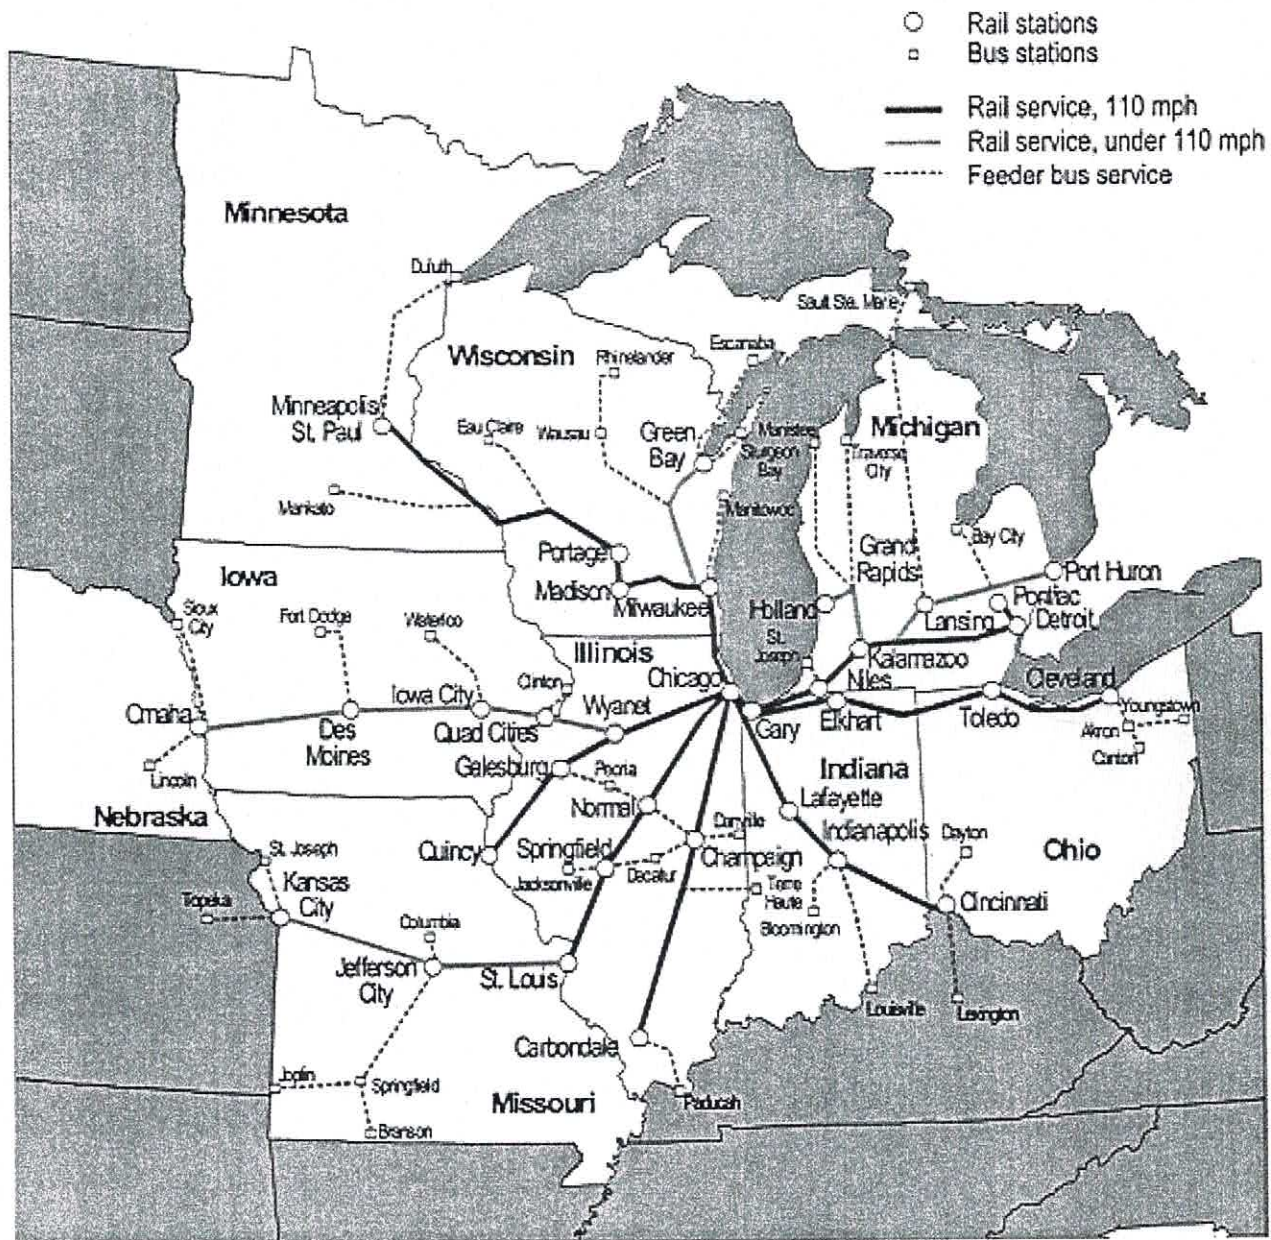 Rail stations
Bus stations
Rail service, 110 mph
Rail service, under 110 mph
Feeder bus service
Minnesota
Duluth
Sault Ste. Marie
Wisconsin
Rhinelander
Escanaba
Minneapolis
St. Paul
Eau Claire
Wausau
Green
Bay
Manistee
Sturgeon
Bay
Michigan
Traverse
City
Mankato
Manitowoc
Bay City
Portage
Grand
Rapids
Port Huron
Iowa
Madison
Milwaukee
Holland
Lansing
Pontiac
Detroit
Sioux
City
Fort Dodge
Waterloo
Illinois
St.
Joseph
Kalamazoo
Chicago
Niles
Cleveland
Clinton
Iowa City
Wyanet
Omaha
Des
Moines
Quad Cities
Gary
Elkhart
Toledo
Youngstown
Akron
Canton
Lincoln
Galesburg
Peoria
Indiana
Nebraska
Normal
Lafayette
Danville
Indianapolis
Dayton
Ohio
St. Joseph
Quincy
Springfield
Champaign
Jacksonville
Decatur
Kansas
City
Topeka
Terre
Haute
Bloomington
Cincinnati
Columbia
Jefferson
City
St. Louis
Louisville
Lexington
Carbondale
Joplin
Springfield
Missouri
Paducah
Branson